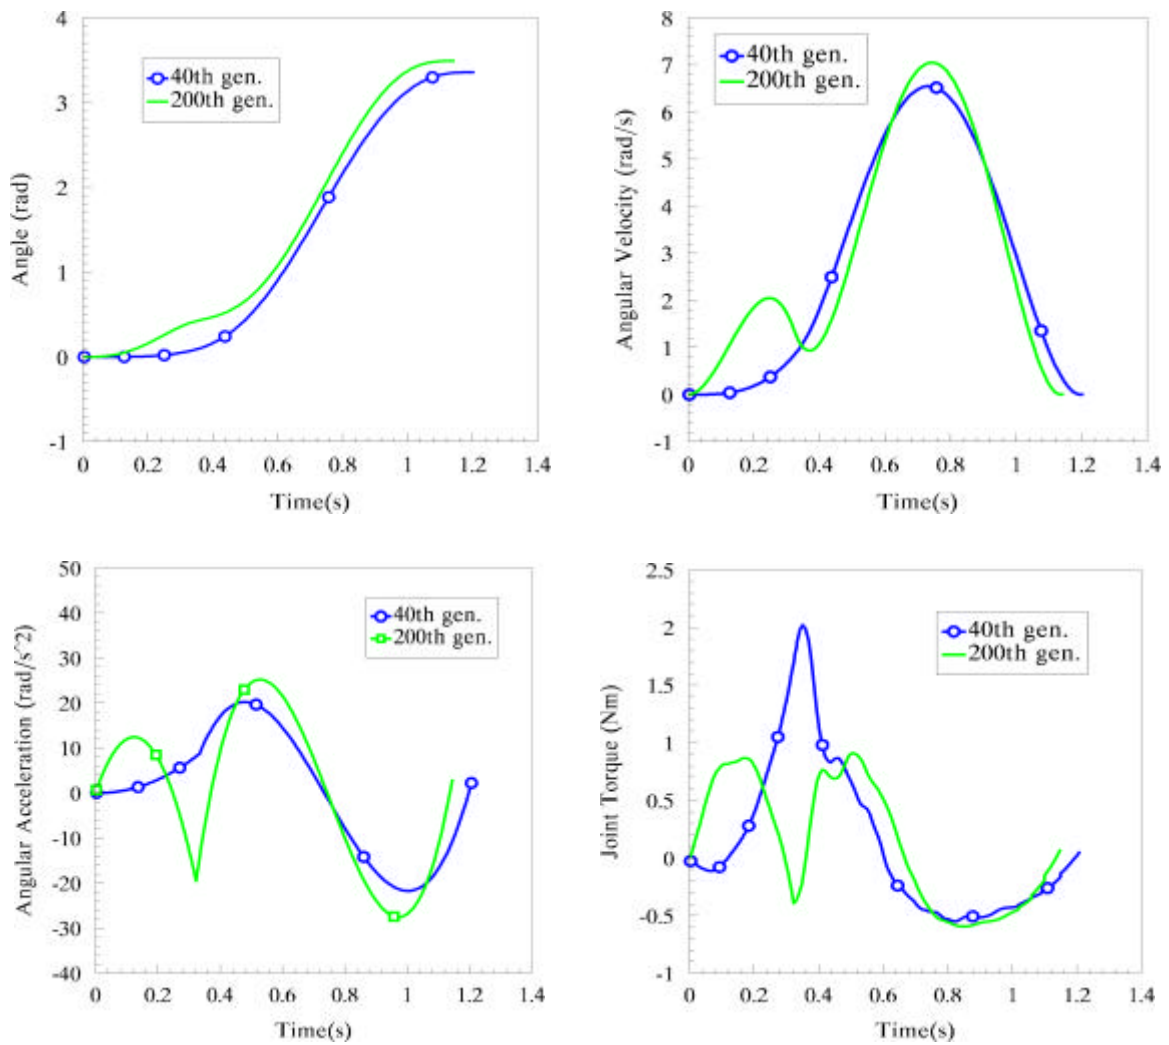 4
3
2
1
0
-1
0 0.2 0.4 0.6 0.8 1 1.2 1.4
Angle (rad)
Time(s)
40th gen.
200th gen.
8
7
6
5
4
3
2
1
0
-1
0 0.2 0.4 0.6 0.8 1 1.2 1.4
Angular Velocity (rad/s)
Time(s)
40th gen.
200th gen.
50
40
30
20
10
0
-10
-20
-30
-40
0 0.2 0.4 0.6 0.8 1 1.2 1.4
Angular Acceleration (rad/s^2)
Time(s)
40th gen.
200th gen.
2.5
2
1.5
1
0.5
0
-0.5
-1
0 0.2 0.4 0.6 0.8 1 1.2 1.4
Joint Torque (Nm)
Time(s)
40th gen.
200th gen.